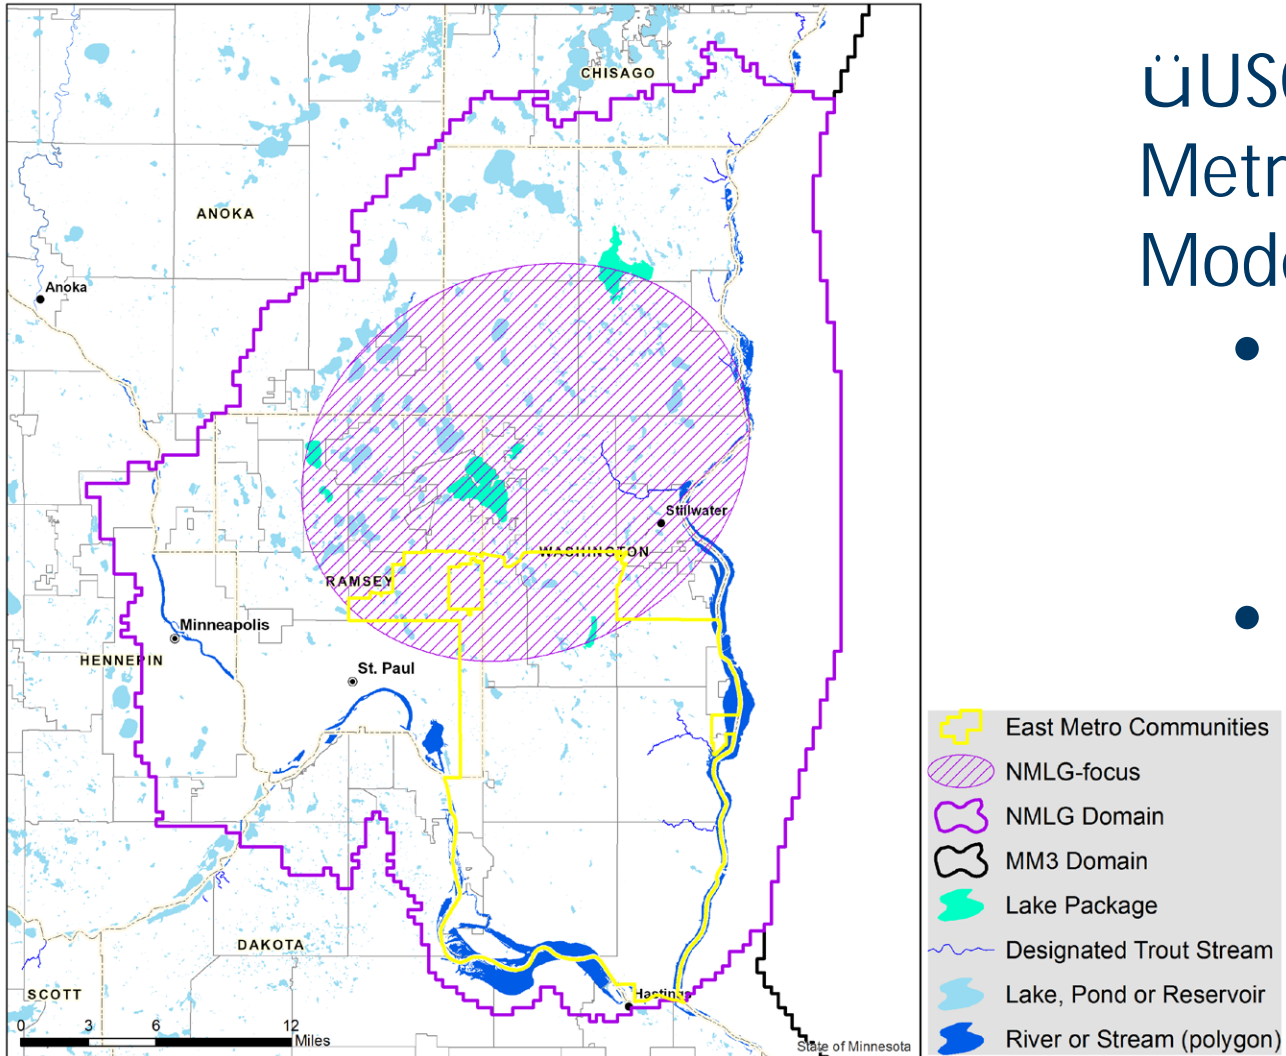 CHISAGO
ANOKA
Anoka
Stillwater
WASHINGTON
RAMSEY
Minneapolis
HENNEPIN
St. Paul
DAKOTA
SCOTT
Hastings
0 3 6 12
Miles
State of Minnesota
East Metro Communities
NMLG-focus
NMLG Domain
MM3 Domain
Lake Package
Designated Trout Stream
Lake, Pond or Reservoir
River or Stream (polygon)
üUS
Metr
Mod
•
•